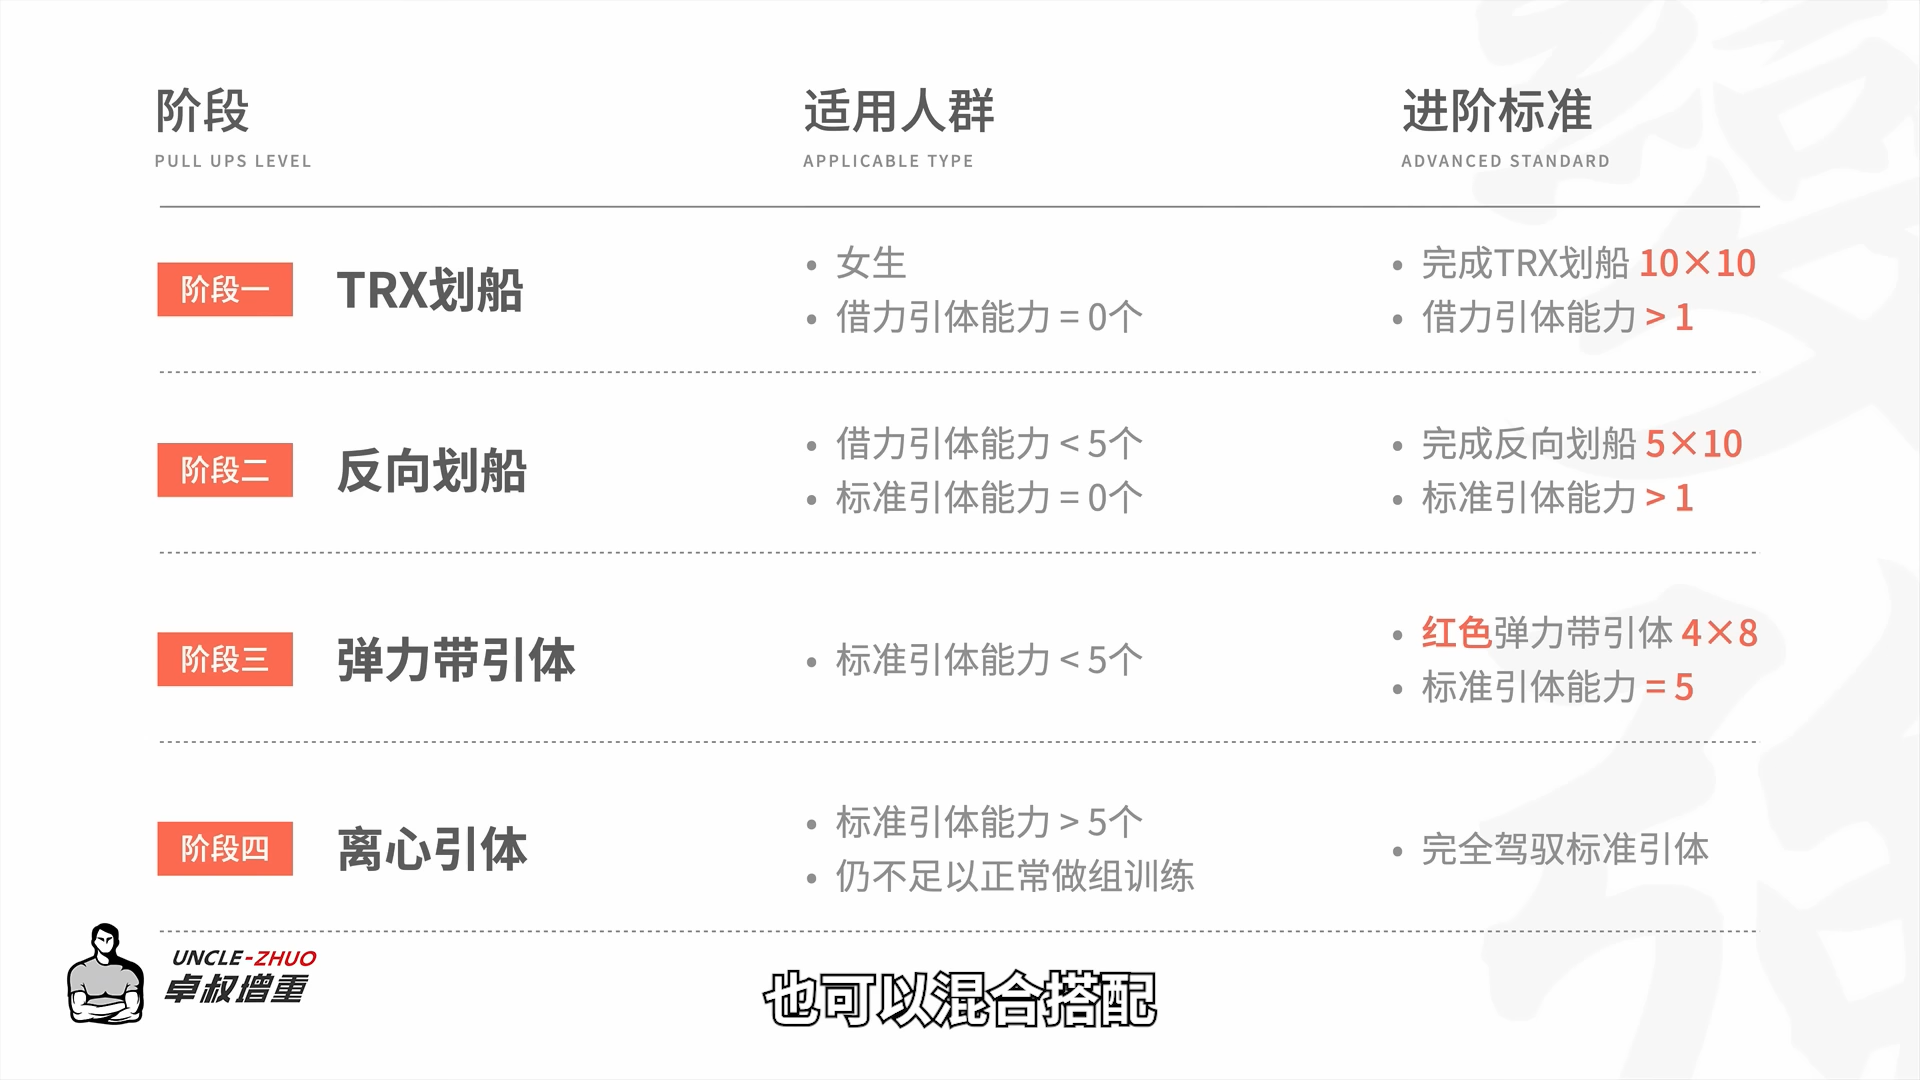 阶段
PULL UPS LEVEL
适用人群
APPLICABLE TYPE
进阶标准
ADVANCED STANDARD
阶段一
TRX划船
• 女生
• 借力引体能力 = 0个
• 完成TRX划船 10×10
• 借力引体能力 > 1
阶段二
反向划船
• 借力引体能力 < 5个
• 标准引体能力 = 0个
• 完成反向划船 5×10
• 标准引体能力 > 1
阶段三
弹力带引体
• 标准引体能力 < 5个
• 红色弹力带引体 4×8
• 标准引体能力 = 5
阶段四
离心引体
• 标准引体能力 > 5个
• 仍不足以正常做组训练
• 完全驾驭标准引体
UNCLE-ZHUO
卓叔增重
也可以混合搭配